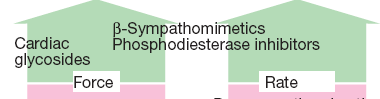 β-Sympathomimetics
Cardiac
glycosides
Phosphodiesterase inhibitors
Force
Rate